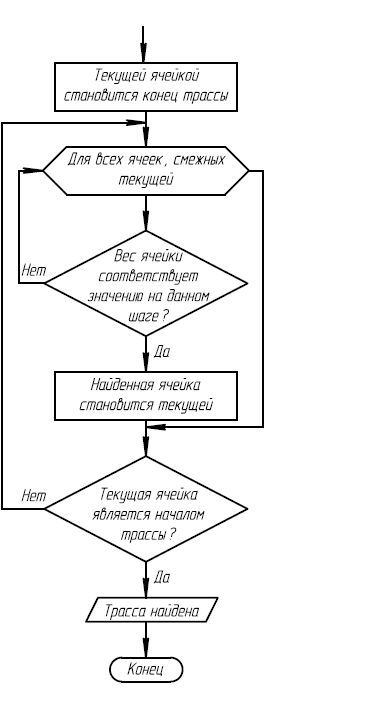 Текущей ячейкой
становится конец трассы
Для всех ячеек, смежных
текущей
Вес ячейки
соответствует
значению на данном
шаге?
Нет
Да
Найденная ячейка
становится текущей
Текущая ячейка
является началом
трассы?
Нет
Да
Трасса найдена
Конец